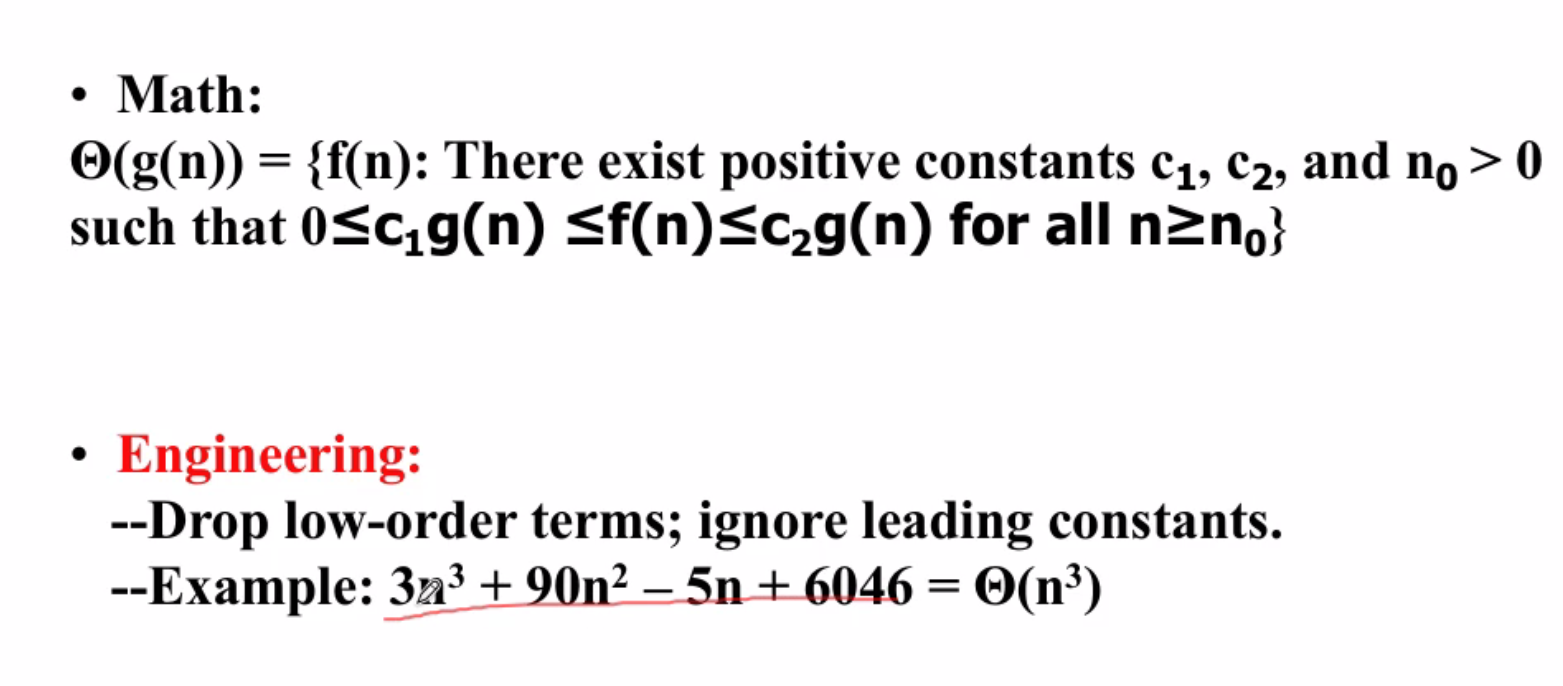 • Math:
Θ(g(n)) = {f(n): There exist positive constants c₁, c₂, and n₀ > 0
such that 0≤c₁g(n) ≤f(n)≤c₂g(n) for all n≥n₀}
• Engineering:
--Drop low-order terms; ignore leading constants.
--Example: 3n³ + 90n² – 5n + 6046 = Θ(n³)